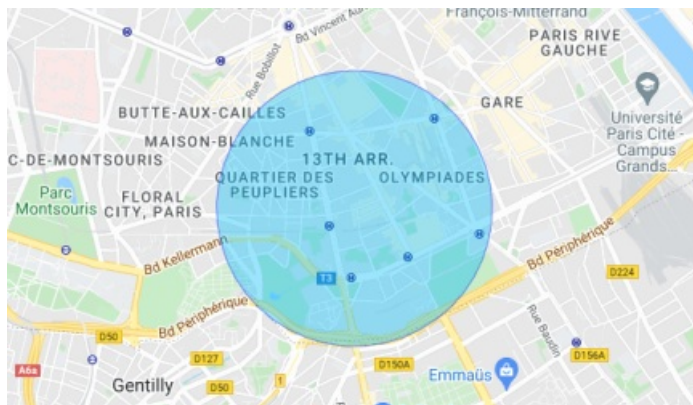 François-Mitterrand
Bd Vincent Au
PARIS RIVE
GAUCHE
Rue Bobillot
GARE
BUTTE-AUX-CAILLES
Université
Paris Cité -
Campus
Grands...
MAISON-BLANCHE
13TH ARR.
C-DE-MONTSOURIS
QUARTIER DES
PEUPLIERS
OLYMPIADES
Parc
Montsouris
FLORAL
CITY, PARIS
Bd Kellermann
Bd Périphérique
T3
D224
Bd Périphérique
Rue Baudin
D50
D127
D150A
D156A
A6a
Gentilly
D50
1
Emmaüs